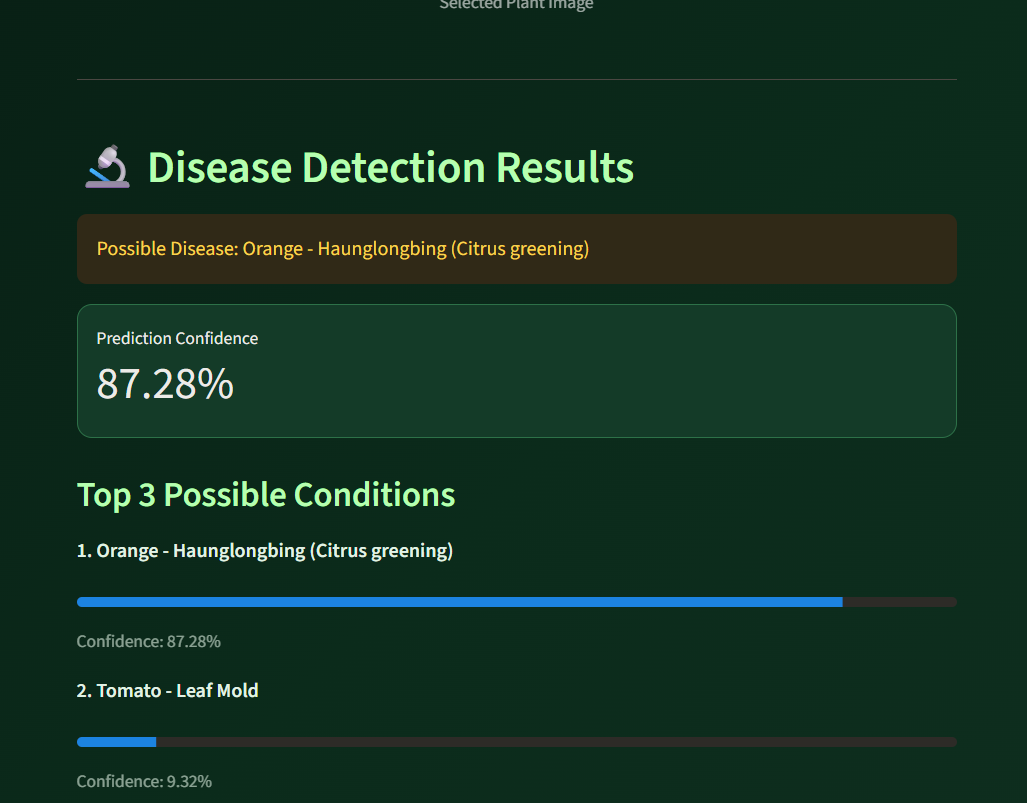 Selected Plant Image
Disease Detection Results
Possible Disease: Orange - Haunglongbing (Citrus greening)
Prediction Confidence
87.28%
Top 3 Possible Conditions
1. Orange - Haunglongbing (Citrus greening)
Confidence: 87.28%
2. Tomato - Leaf Mold
Confidence: 9.32%